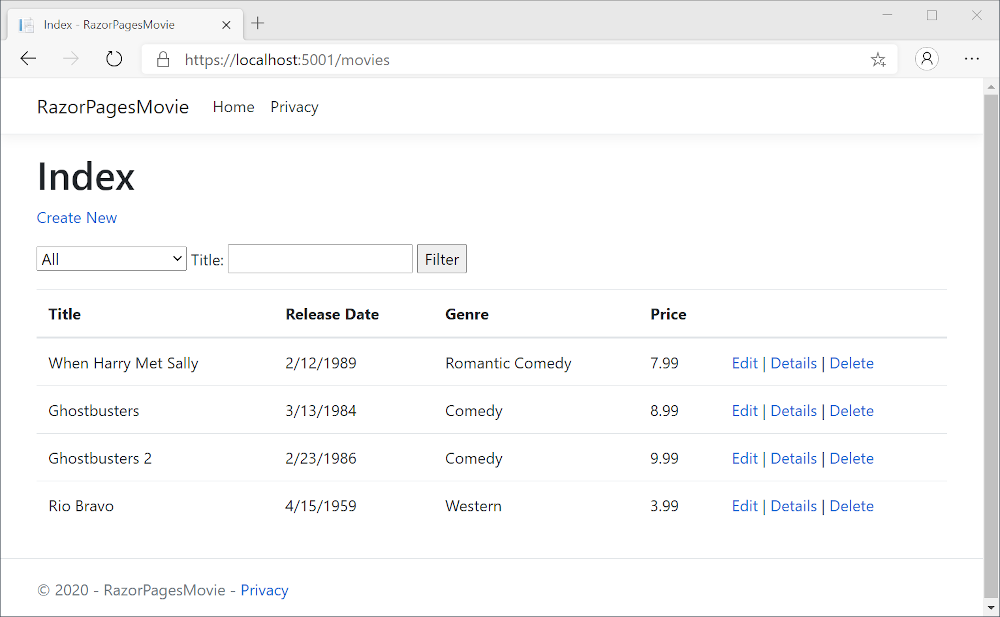 Index - RazorPagesMovie
https://localhost:5001/movies
RazorPagesMovie Home Privacy
Index
Create New
All Title: Filter
Title Release Date Genre Price
When Harry Met Sally 2/12/1989 Romantic Comedy 7.99 Edit | Details | Delete
Ghostbusters 3/13/1984 Comedy 8.99 Edit | Details | Delete
Ghostbusters 2 2/23/1986 Comedy 9.99 Edit | Details | Delete
Rio Bravo 4/15/1959 Western 3.99 Edit | Details | Delete
© 2020 - RazorPagesMovie - Privacy